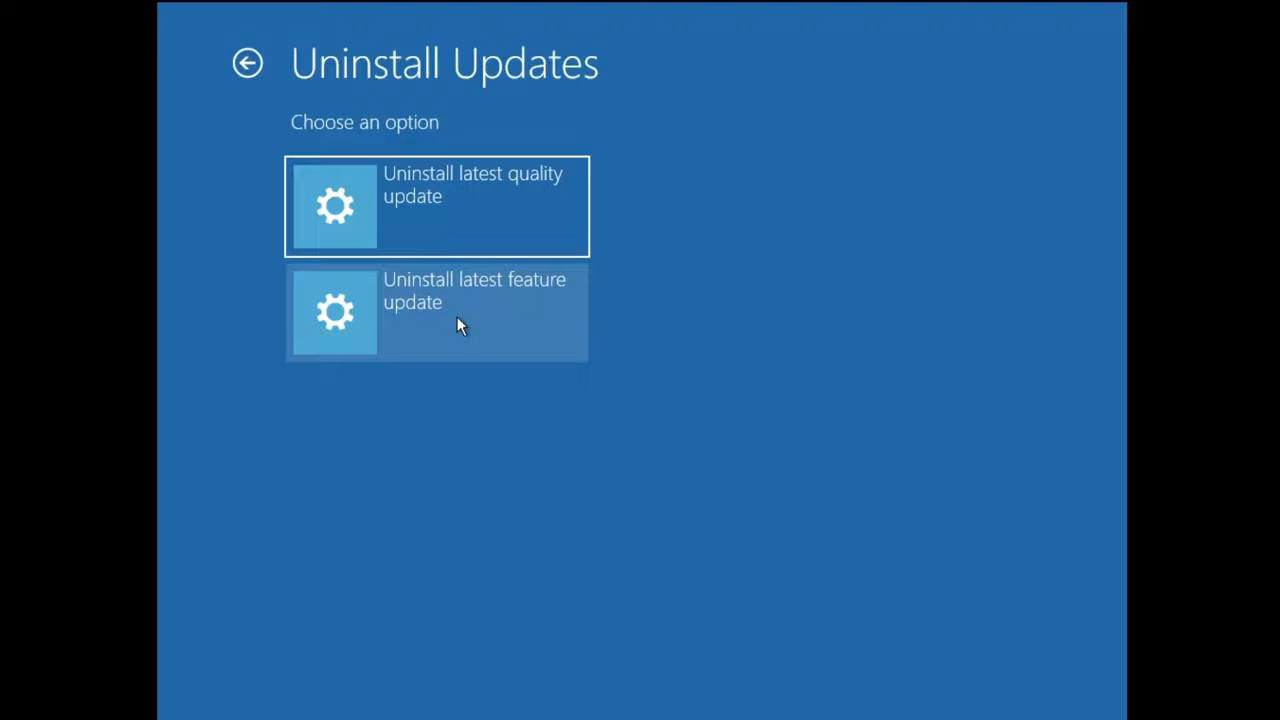 Uninstall Updates
Choose an option
Uninstall latest quality
update
Uninstall latest feature
update